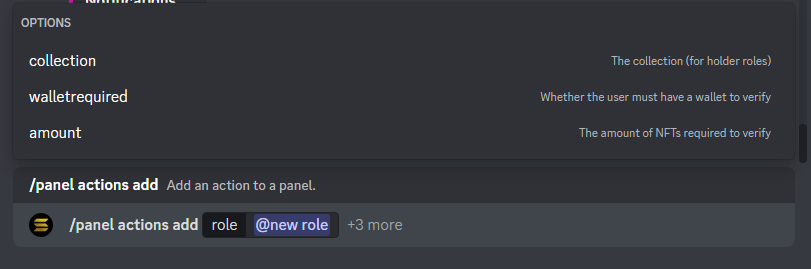 Notifications
OPTIONS
collection The collection (for holder roles)
walletrequired Whether the user must have a wallet to verify
amount The amount of NFTs required to verify
/panel actions add Add an action to a panel.
/panel actions add role @new role +3 more